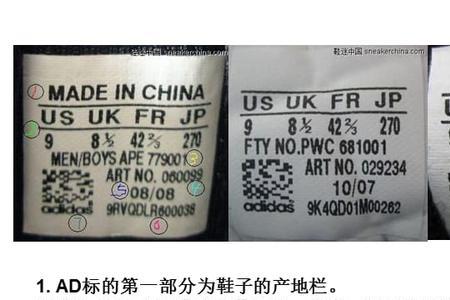 鞋迷中国 sneakerchina.com
MADE IN CHINA
US UK FR JP
9 8½ 42⅔ 270
MEN/BOYS APE 779001
ART NO. 060099
08/08
adidas 9RVQDLR600038
鞋迷中国 sneakerchina.com
US UK FR JP
9 8½ 42⅔ 270
FTY NO.PWC 681001
ART NO. 029234
10/07
adidas 9K4QD01M00262
1. AD标的第一部分为鞋子的产地栏。